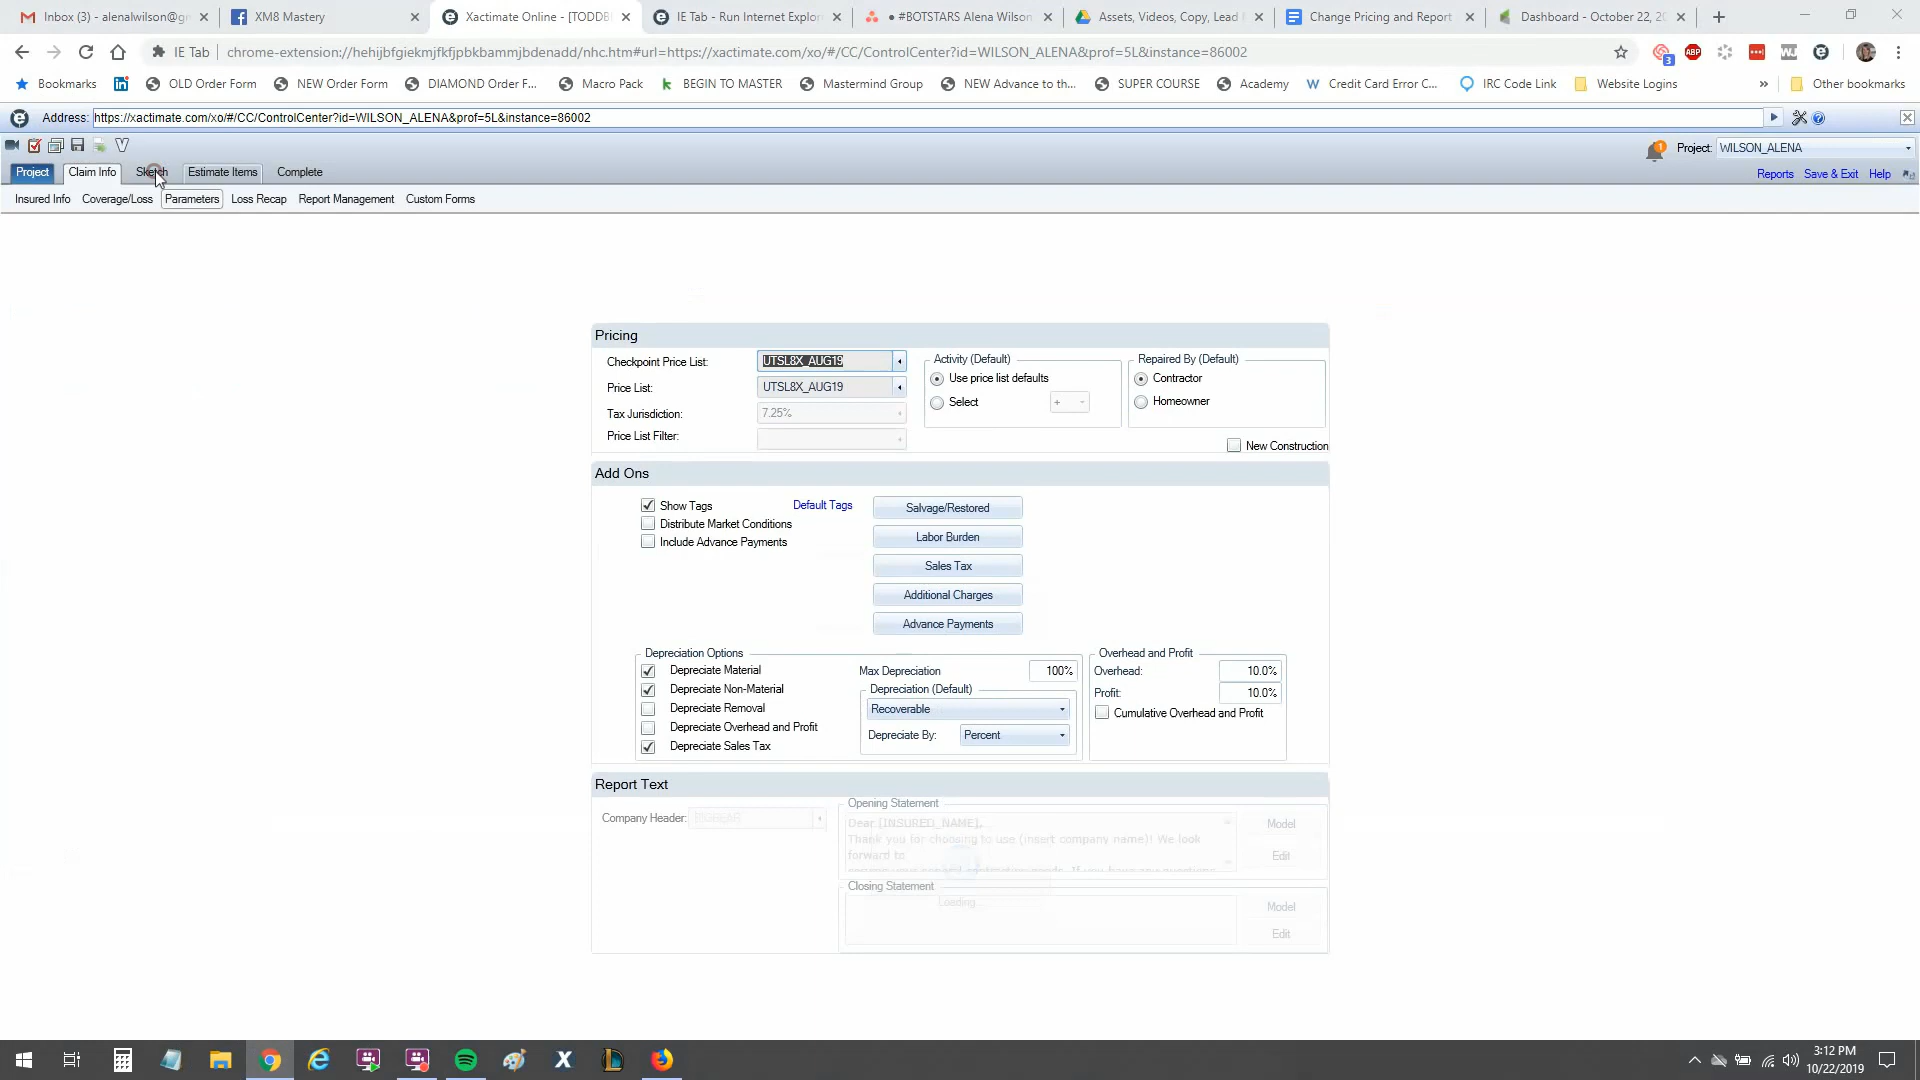 Inbox (3) - alenalwilson@gr
XM8 Mastery
Xactimate Online - [TODDB
IE Tab - Run Internet Explor
● #BOTSTARS Alena Wilson
Assets, Videos, Copy, Lead
Change Pricing and Report
Dashboard - October 22, 20
IE Tab
chrome-extension://hehijbfgiekmjfkfjpbkbammjbdenadd/nhc.htm#url=https://xactimate.com/xo/#/CC/ControlCenter?id=WILSON_ALENA&prof=5L&instance=86002
3
ABP
Bookmarks
OLD Order Form
NEW Order Form
DIAMOND Order F...
Macro Pack
BEGIN TO MASTER
Mastermind Group
NEW Advance to th...
SUPER COURSE
Academy
Credit Card Error C...
IRC Code Link
Website Logins
»
Other bookmarks
Address: https://xactimate.com/xo/#/CC/ControlCenter?id=WILSON_ALENA&prof=5L&instance=86002
1
Project: WILSON_ALENA
Project
Claim Info
Sketch
Estimate Items
Complete
Reports
Save & Exit
Help
Insured Info
Coverage/Loss
Parameters
Loss Recap
Report Management
Custom Forms
Pricing
Checkpoint Price List: UTSL8X_AUG19
Price List: UTSL8X_AUG19
Tax Jurisdiction: 7.25%
Price List Filter:
Activity (Default)
Use price list defaults
Select +
Repaired By (Default)
Contractor
Homeowner
New Construction
Add Ons
Show Tags
Default Tags
Distribute Market Conditions
Include Advance Payments
Salvage/Restored
Labor Burden
Sales Tax
Additional Charges
Advance Payments
Depreciation Options
Depreciate Material
Depreciate Non-Material
Depreciate Removal
Depreciate Overhead and Profit
Depreciate Sales Tax
Max Depreciation 100%
Depreciation (Default)
Recoverable
Depreciate By: Percent
Overhead and Profit
Overhead: 10.0%
Profit: 10.0%
Cumulative Overhead and Profit
Report Text
Company Header:
Opening Statement
Dear [INSURED_NAME],
Thank you for choosing to use (insert company name)! We look
forward to
Model
Edit
Closing Statement
Loading...
Model
Edit
3:12 PM
10/22/2019